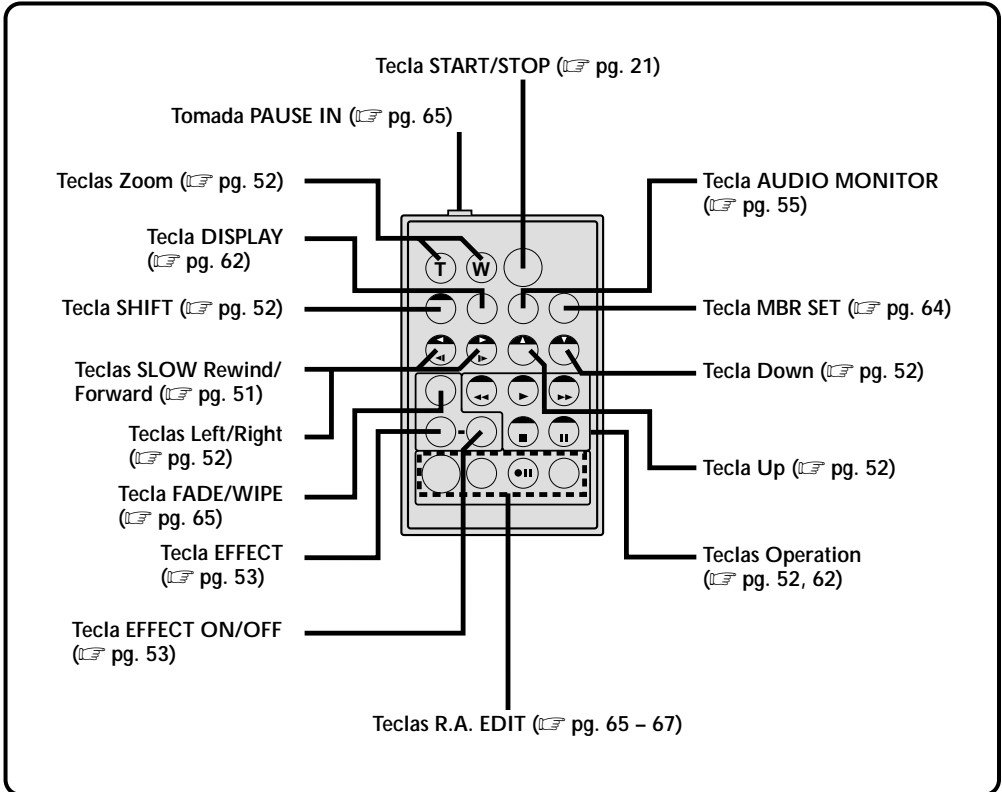 Tecla START/STOP (☞ pg. 21)
Tomada PAUSE IN (☞ pg. 65)
Teclas Zoom (☞ pg. 52)
Tecla DISPLAY
(☞ pg. 62)
Tecla SHIFT (☞ pg. 52)
Teclas SLOW Rewind/
Forward (☞ pg. 51)
Teclas Left/Right
(☞ pg. 52)
Tecla FADE/WIPE
(☞ pg. 65)
Tecla EFFECT
(☞ pg. 53)
Tecla EFFECT ON/OFF
(☞ pg. 53)
T W
Tecla AUDIO MONITOR
(☞ pg. 55)
Tecla MBR SET (☞ pg. 64)
Tecla Down (☞ pg. 52)
Tecla Up (☞ pg. 52)
Teclas Operation
(☞ pg. 52, 62)
Teclas R.A. EDIT (☞ pg. 65 – 67)